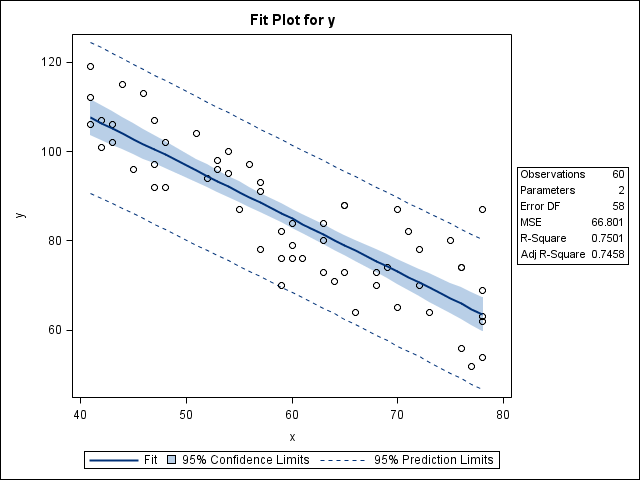 Fit Plot for y
120
100
80
60
y
40 50 60 70 80
x
Observations 60
Parameters 2
Error DF 58
MSE 66.801
R-Square 0.7501
Adj R-Square 0.7458
Fit 95% Confidence Limits 95% Prediction Limits